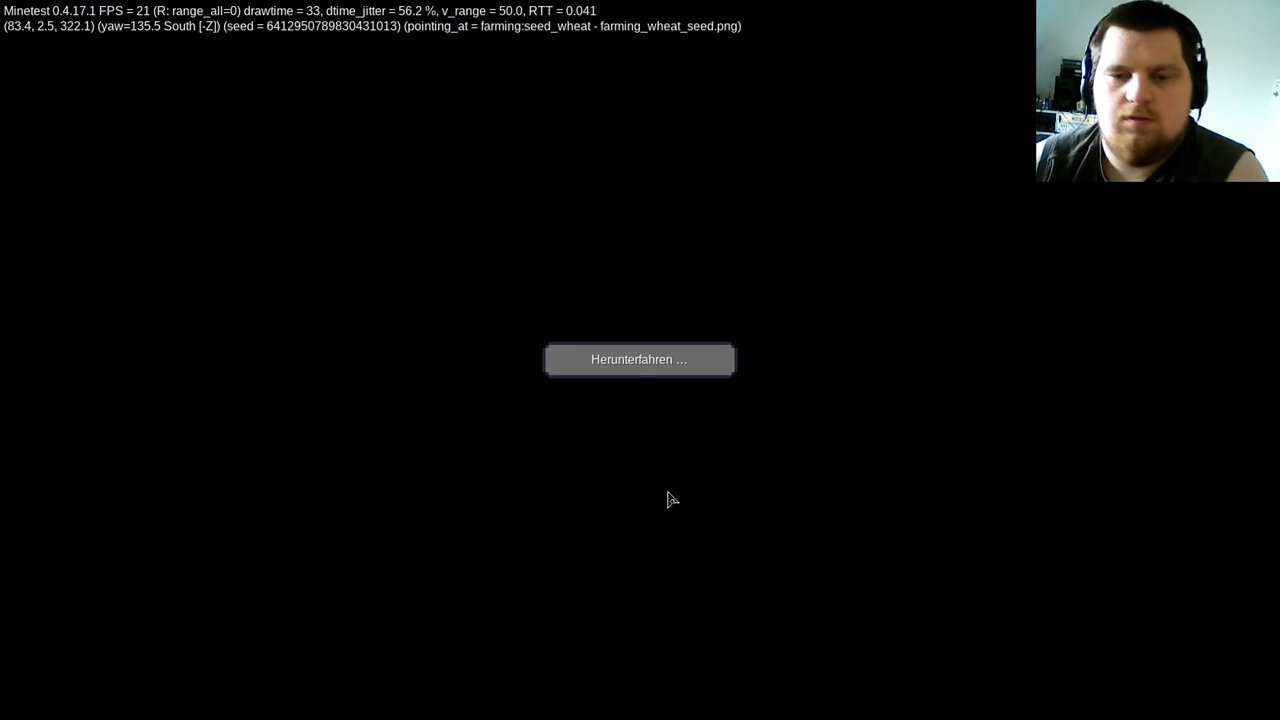 Minetest 0.4.17.1 FPS = 21 (R: range_all=0) drawtime = 33, dtime_jitter = 56.2 %, v_range = 50.0, RTT = 0.041
(83.4, 2.5, 322.1) (yaw=135.5 South [-Z]) (seed = 6412950789830431013) (pointing_at = farming:seed_wheat - farming_wheat_seed.png)
Herunterfahren …